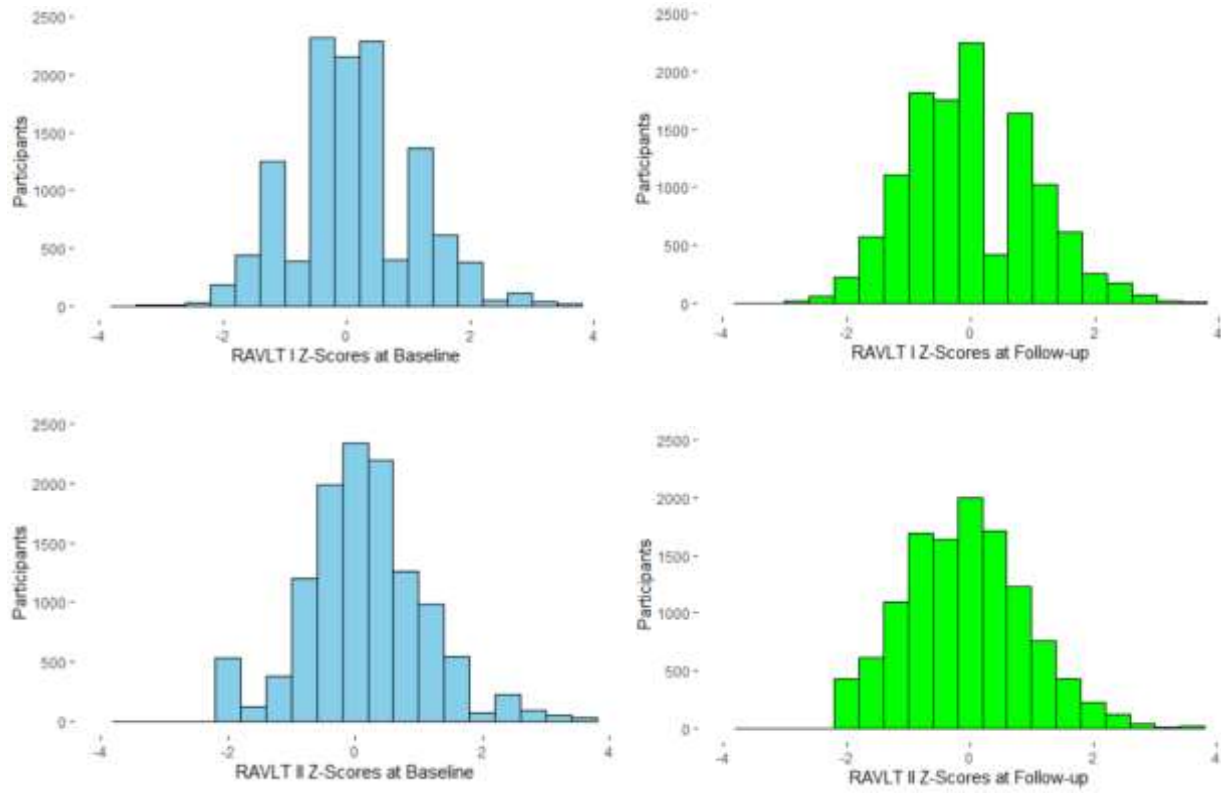 2500
2000
1500
1000
500
0
Participants
-4 -2 0 2 4
RAVLT I Z-Scores at Baseline
2500
2000
1500
1000
500
0
Participants
-4 -2 0 2 4
RAVLT I Z-Scores at Follow-up
2500
2000
1500
1000
500
0
Participants
-4 -2 0 2 4
RAVLT II Z-Scores at Baseline
2500
2000
1500
1000
500
0
Participants
-4 -2 0 2 4
RAVLT II Z-Scores at Follow-up